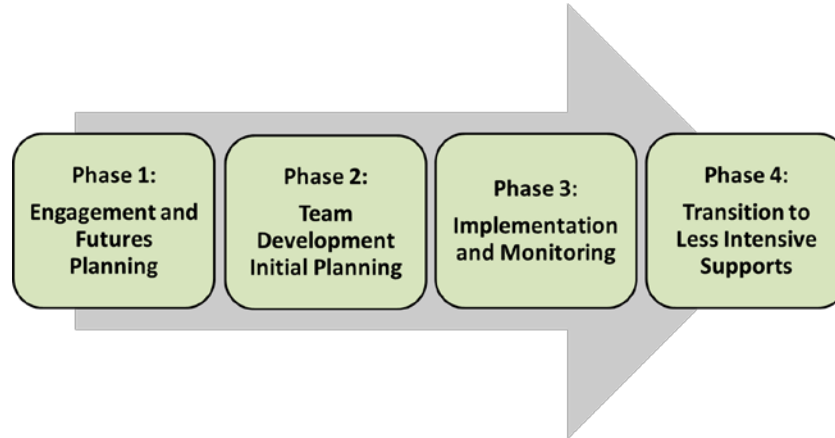 Phase 1:
Engagement and
Futures
Planning
Phase 2:
Team
Development
Initial Planning
Phase 3:
Implementation
and Monitoring
Phase 4:
Transition to
Less Intensive
Supports